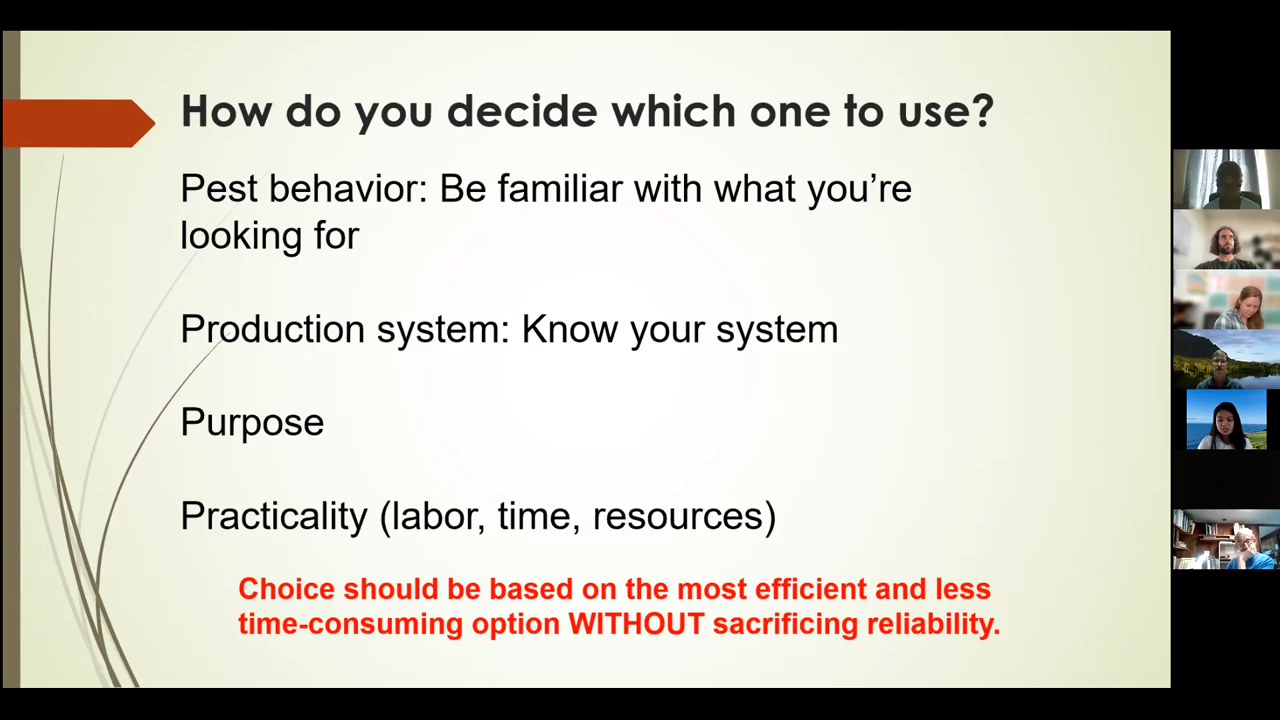 How do you decide which one to use?
Pest behavior: Be familiar with what you’re
looking for
Production system: Know your system
Purpose
Practicality (labor, time, resources)
Choice should be based on the most efficient and less
time-consuming option WITHOUT sacrificing reliability.